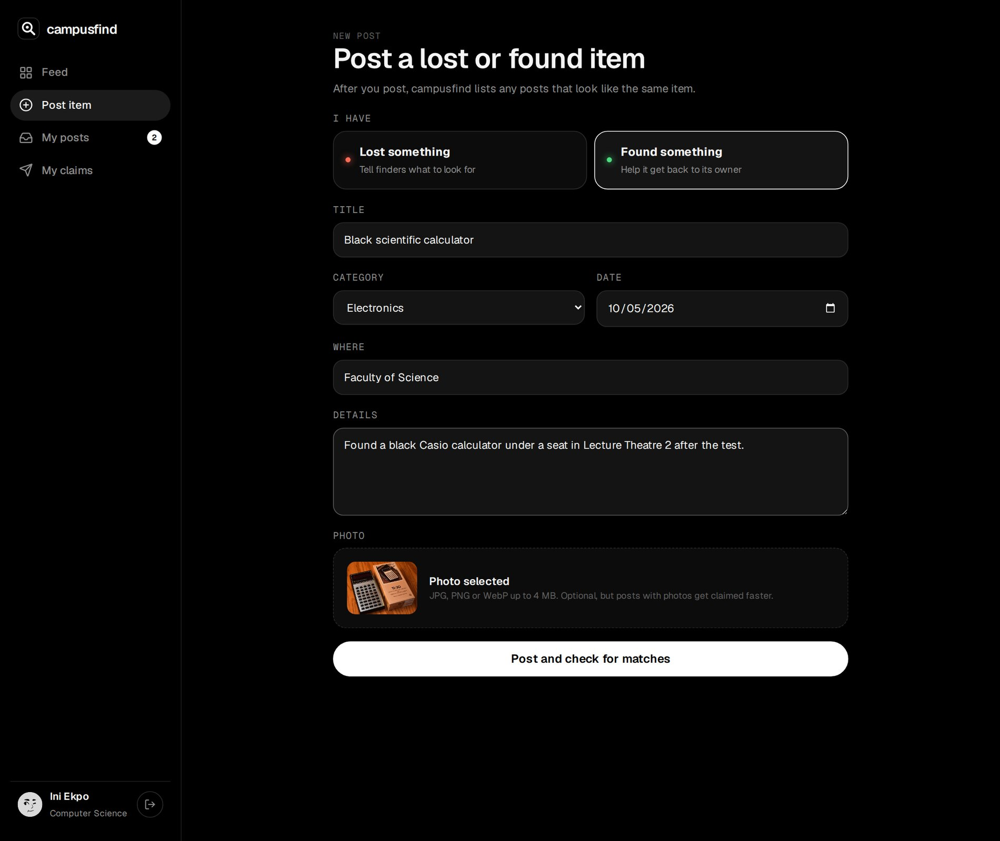 campusfind
Feed
Post item
My posts
2
My claims
NEW POST
Post a lost or found item
After you post, campusfind lists any posts that look like the same item.
I HAVE
Lost something
Tell finders what to look for
Found something
Help it get back to its owner
TITLE
Black scientific calculator
CATEGORY
DATE
Electronics
10/05/2026
WHERE
Faculty of Science
DETAILS
Found a black Casio calculator under a seat in Lecture Theatre 2 after the test.
PHOTO
TI-30
Photo selected
JPG, PNG or WebP up to 4 MB. Optional, but posts with photos get claimed faster.
Post and check for matches
Ini Ekpo
Computer Science